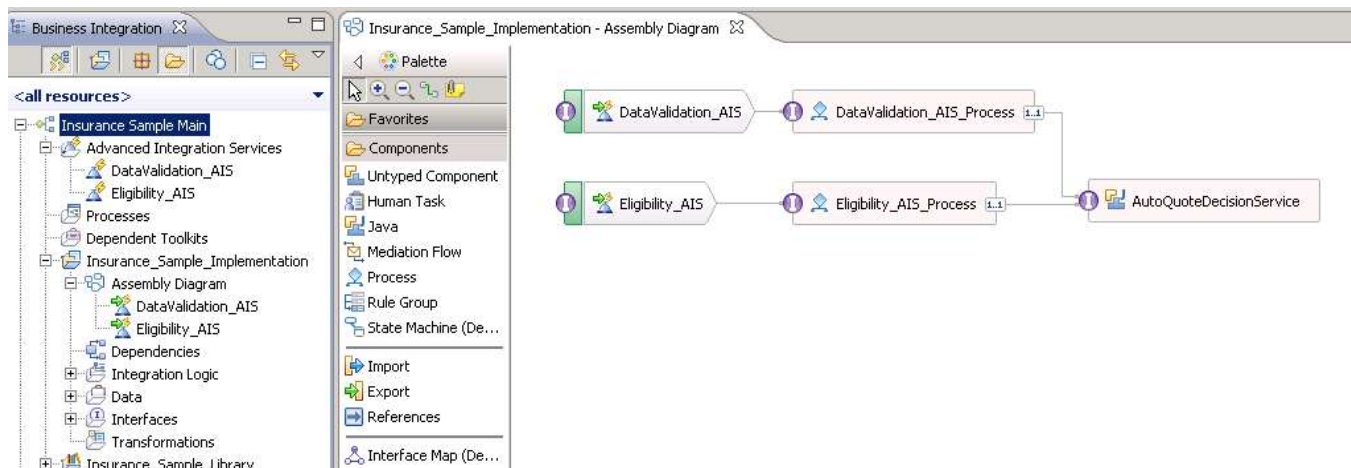 Business Integration
<all resources>
Insurance Sample Main
Advanced Integration Services
DataValidation_AIS
Eligibility_AIS
Processes
Dependent Toolkits
Insurance_Sample_Implementation
Assembly Diagram
DataValidation_AIS
Eligibility_AIS
Dependencies
Integration Logic
Data
Interfaces
Transformations
Insurance_Sample_Library
Insurance_Sample_Implementation - Assembly Diagram
Palette
Favorites
Components
Untyped Component
Human Task
Java
Mediation Flow
Process
Rule Group
State Machine (De...
Import
Export
References
Interface Map (De...
DataValidation_AIS
DataValidation_AIS_Process
1..1
Eligibility_AIS
Eligibility_AIS_Process
1..1
AutoQuoteDecisionService